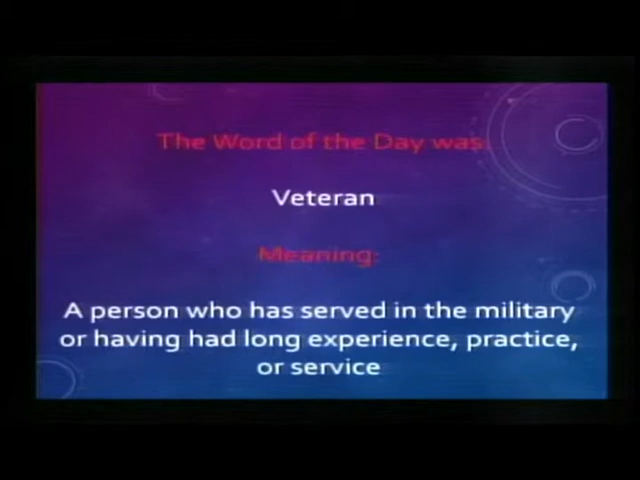 The Word of the Day was:
Veteran
Meaning:
A person who has served in the military
or having had long experience, practice,
or service